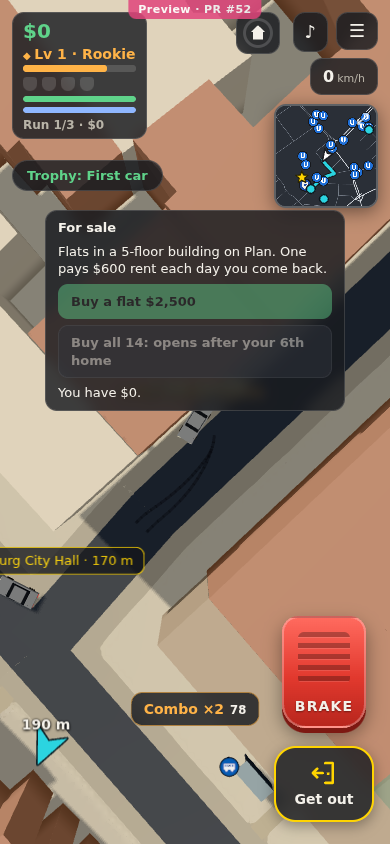 Preview · PR #52
$0
Lv 1 · Rookie
Run 1/3 · $0
0 km/h
Trophy: First car
For sale
Flats in a 5-floor building on Plan. One
pays $600 rent each day you come back.
Buy a flat $2,500
Buy all 14: opens after your 6th
home
You have $0.
urg City Hall · 170 m
BRAKE
Combo ×2 78
190 m
Get out